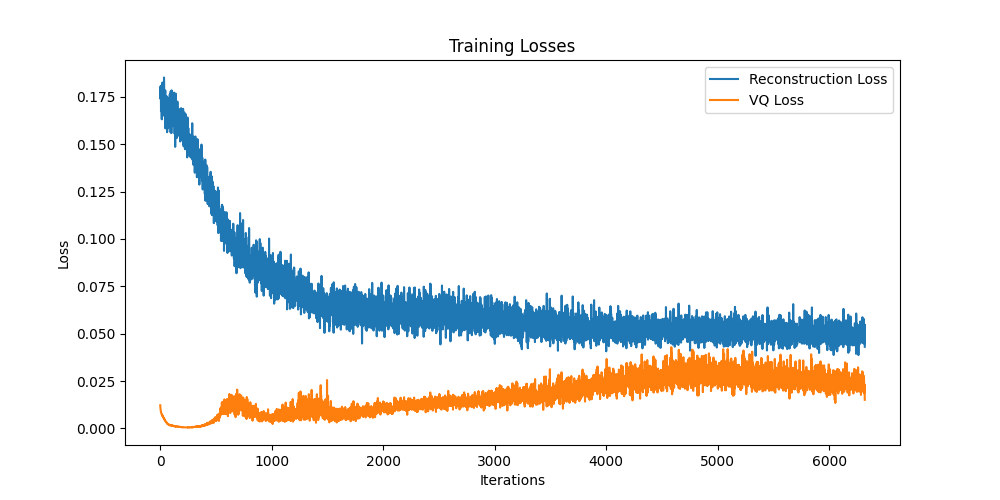 Training Losses
Reconstruction Loss
VQ Loss
Loss
0.175
0.150
0.125
0.100
0.075
0.050
0.025
0.000
0 1000 2000 3000 4000 5000 6000
Iterations